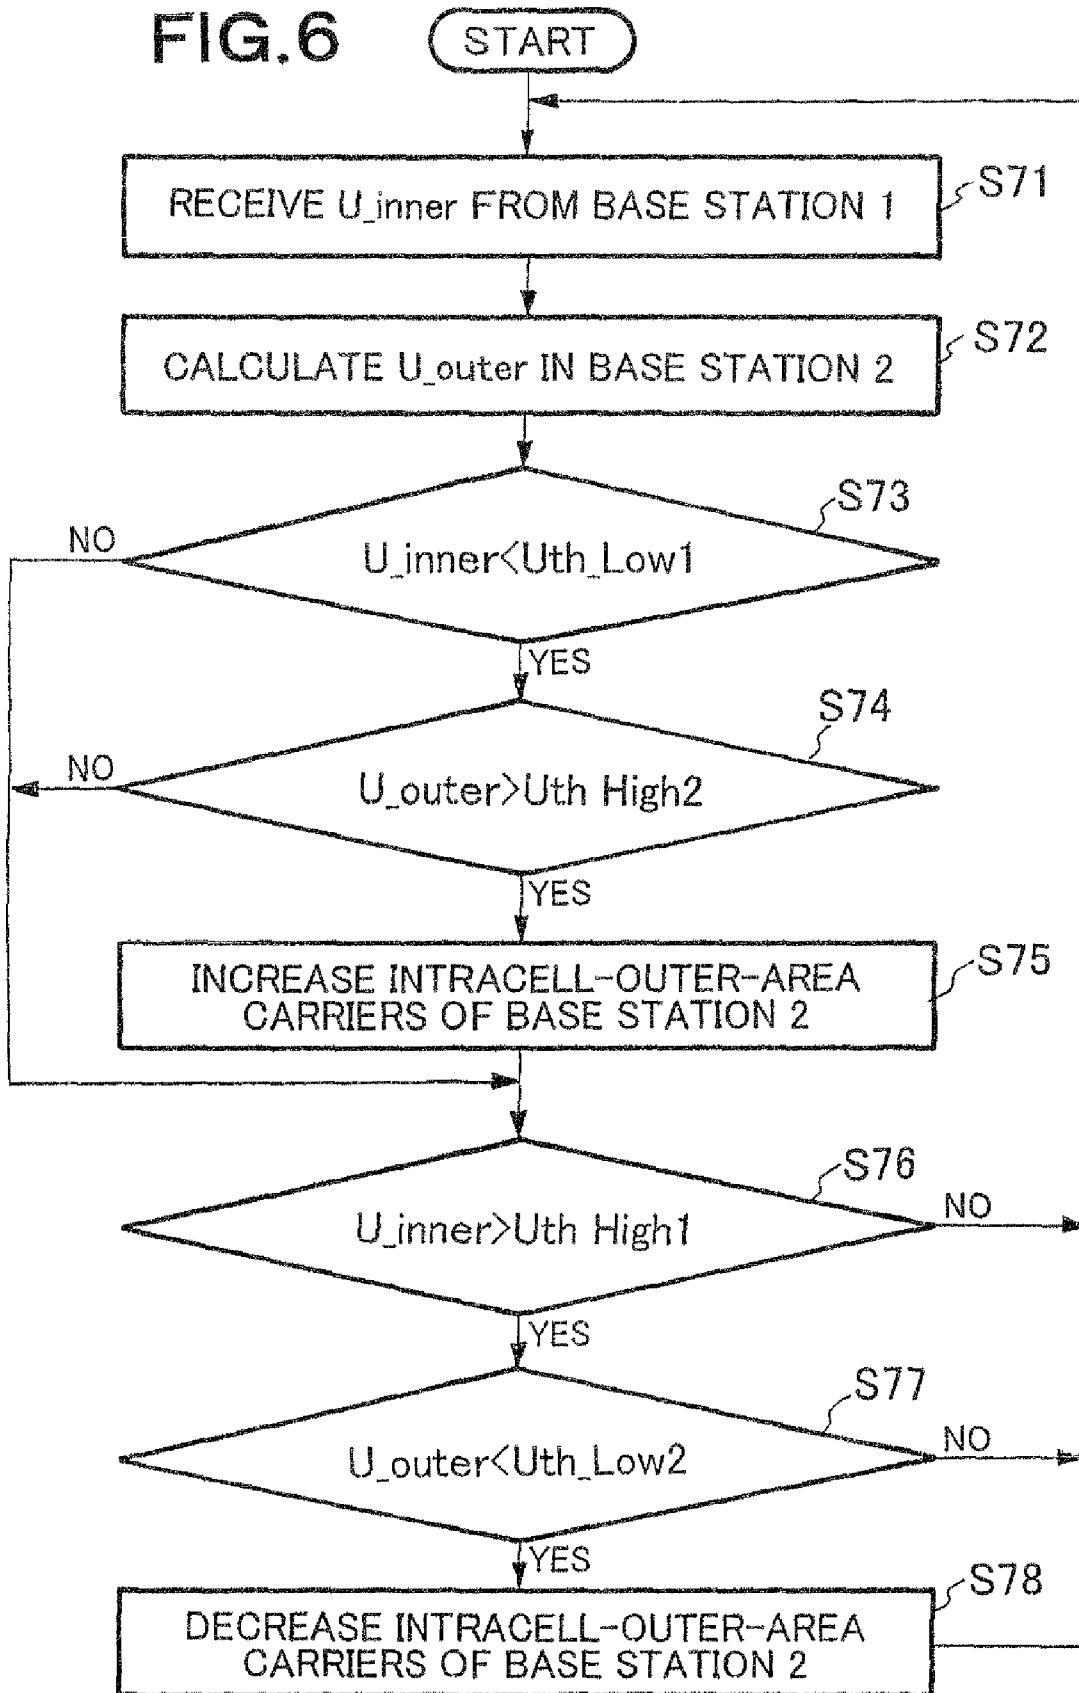 FIG.6
START
RECEIVE U_inner FROM BASE STATION 1
S71
CALCULATE U_outer IN BASE STATION 2
S72
S73
NO
U_inner<Uth_Low1
YES
S74
NO
U_outer>Uth High2
YES
INCREASE INTRACELL-OUTER-AREA
CARRIERS OF BASE STATION 2
S75
S76
U_inner>Uth High1
NO
YES
S77
U_outer<Uth_Low2
NO
YES
DECREASE INTRACELL-OUTER-AREA
CARRIERS OF BASE STATION 2
S78